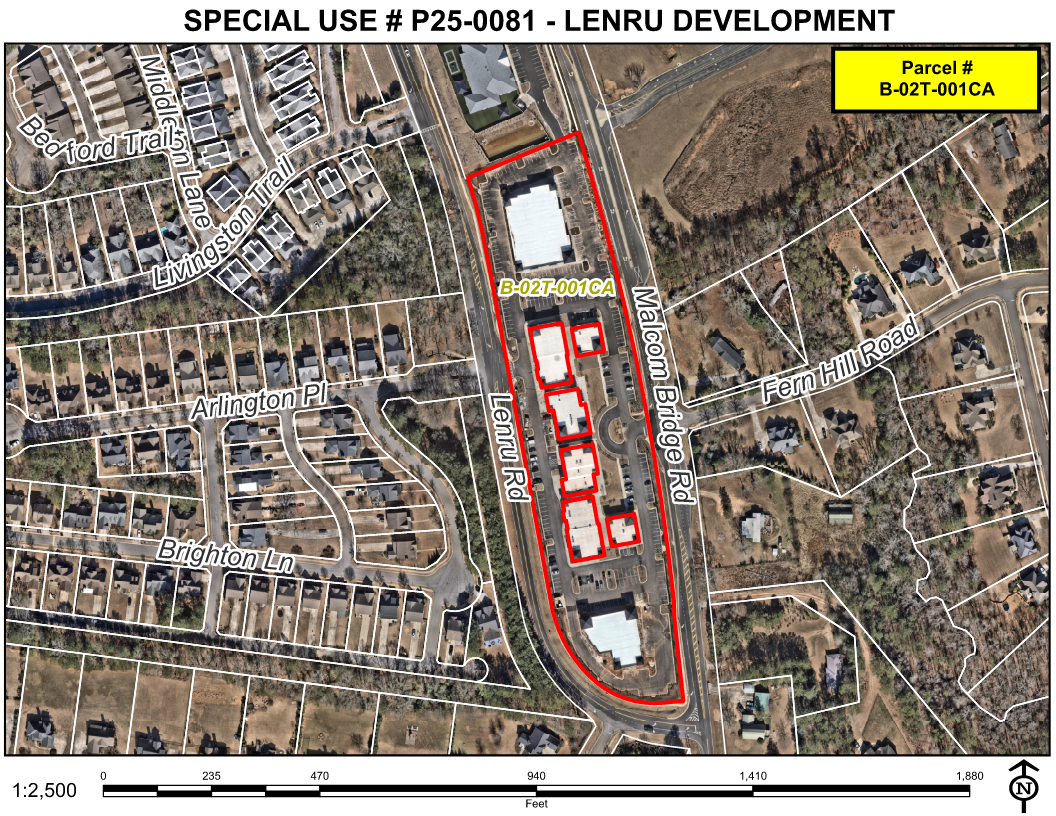 SPECIAL USE # P25-0081 - LENRU DEVELOPMENT
Parcel #
B-02T-001CA
Middleton Lane
Bedford Trail
Livingston Trail
B-02T-001CA
Malcom Bridge Rd
Fern Hill Road
Arlington Pl
Lenru Rd
Brighton Ln
1:2,500
0 235 470 940 1,410 1,880
Feet
N